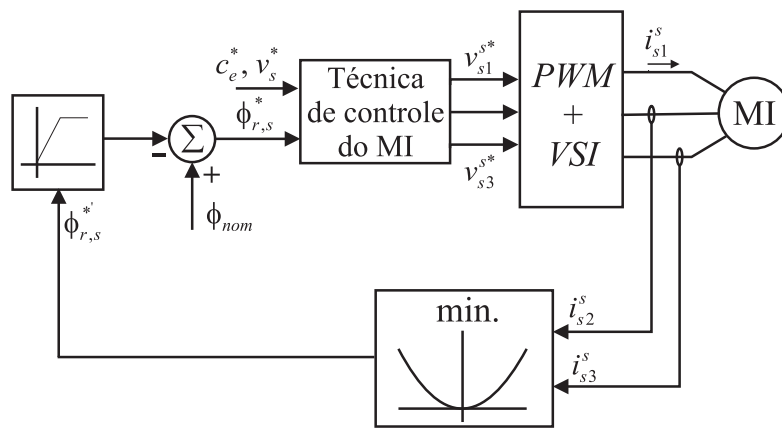 c_e^*, v_s^*
Técnica
de controle
do MI
ϕ_{r,s}^*
v_{s1}^{s*}
v_{s3}^{s*}
PWM
+
VSI
i_{s1}^s
MI
Σ
-
+
ϕ_{nom}
ϕ_{r,s}^{*'}
min.
i_{s2}^s
i_{s3}^s